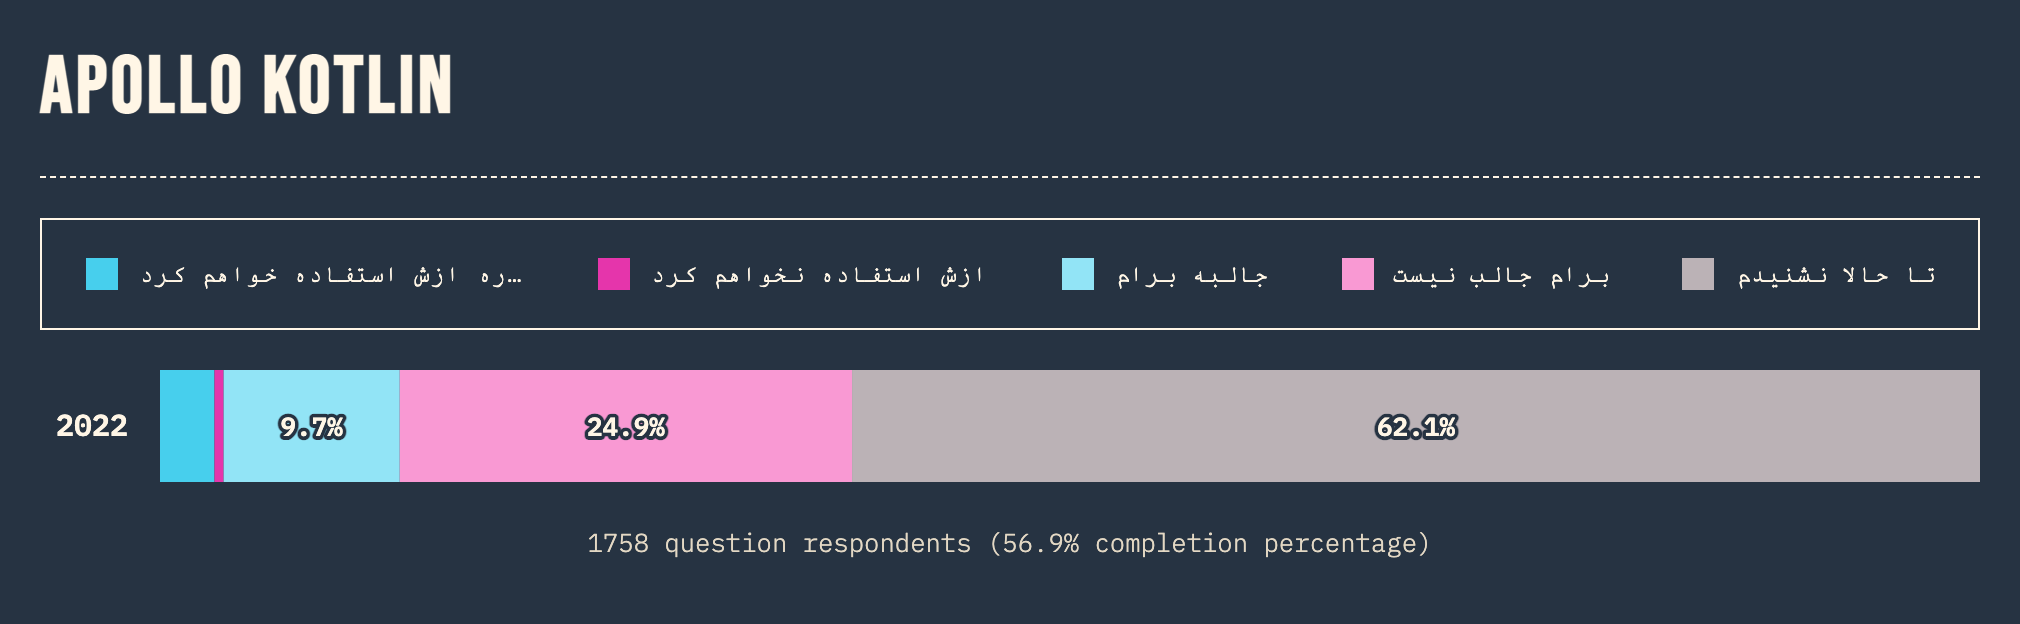 APOLLO KOTLIN
…ره ازش استفاده خواهم کرد
ازش استفاده نخواهم کرد
جالبه برام
برام جالب نیست
تا حالا نشنیدم
2022 9.7% 24.9% 62.1%
1758 question respondents (56.9% completion percentage)